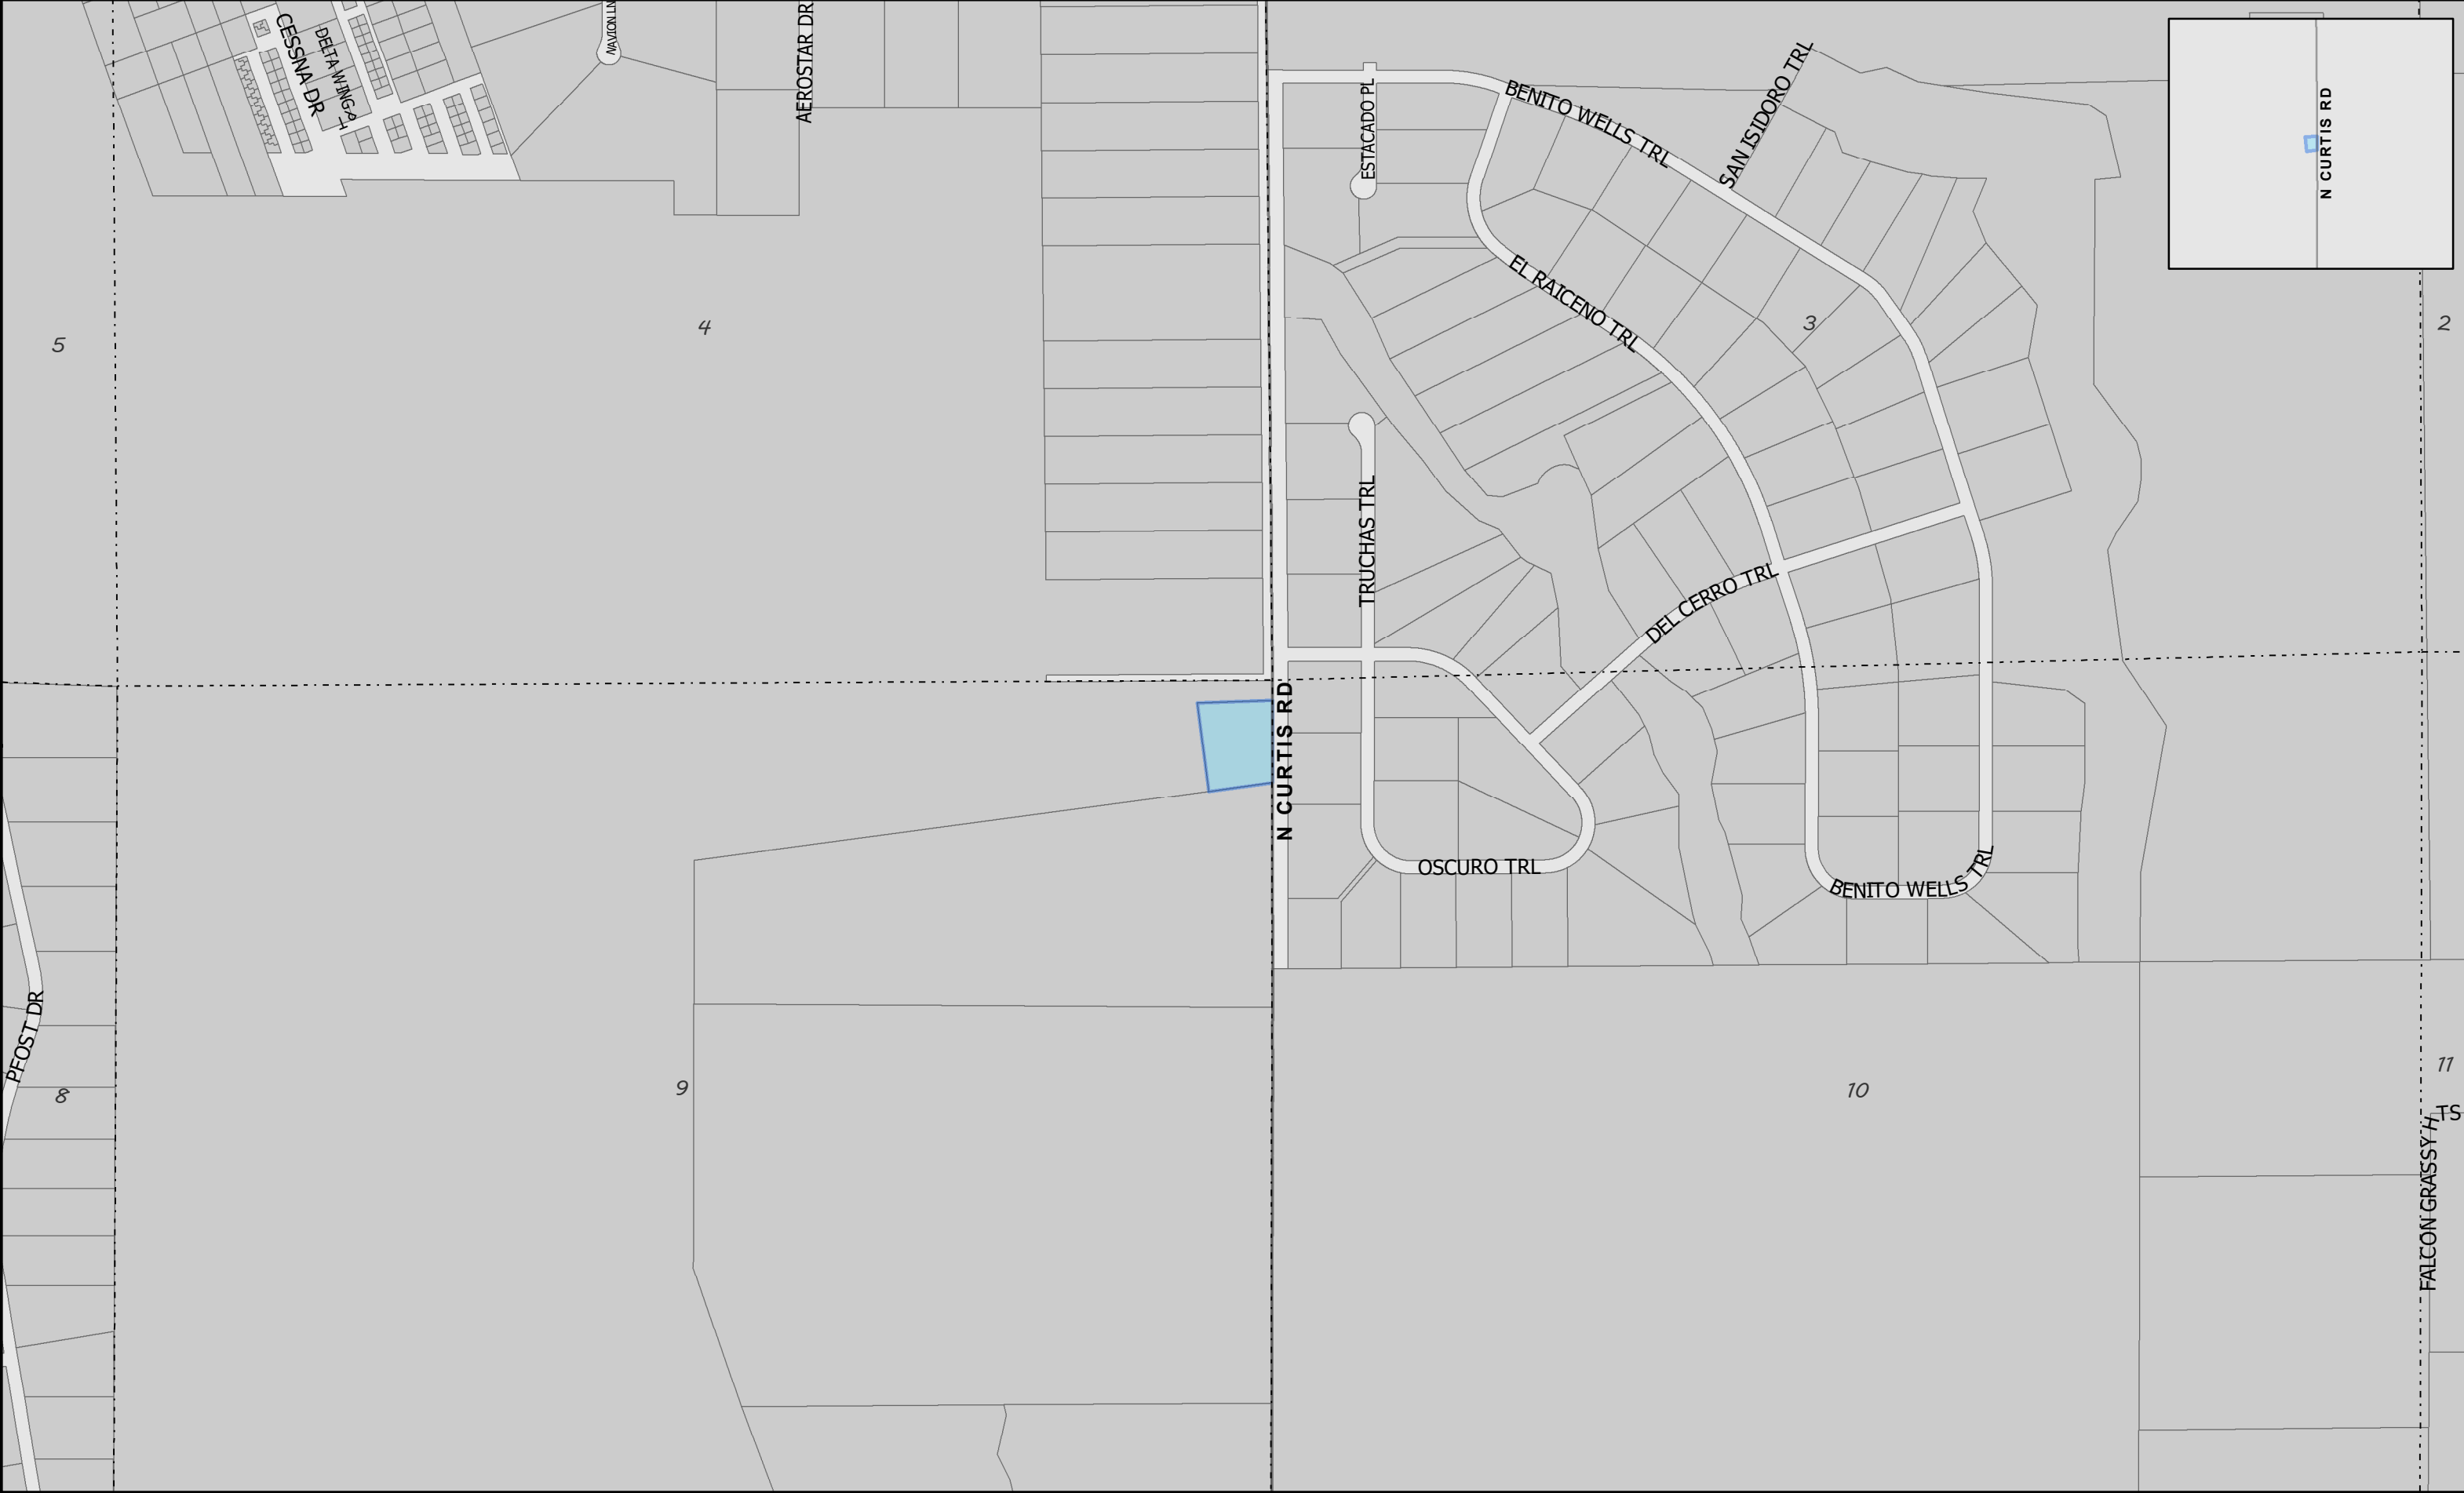 CESSNA DR
DELTA WING PT
NAVION LN
AEROSTAR DR
ESTACADO PL
BENITO WELLS TRL
SAN ISIDORO TRL
N CURTIS RD
EL RAICENO TRL
5
4
3
2
TRUCHAS TRL
DEL CERRO TRL
N CURTIS RD
OSCURO TRL
BENITO WELLS TRL
PFOST DR
8
9
10
11
FALCON GRASSY HTS